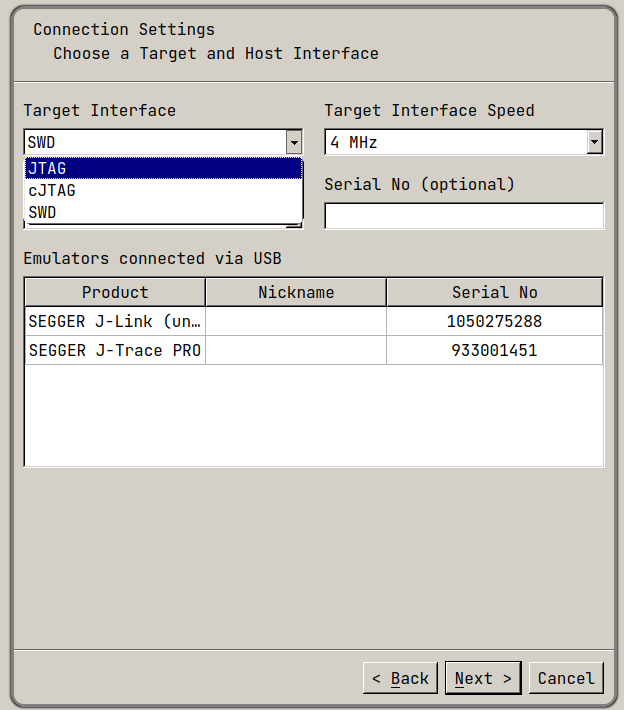 Connection Settings
Choose a Target and Host Interface
Target Interface
Target Interface Speed
SWD
4 MHz
JTAG
cJTAG
SWD
Serial No (optional)
Emulators connected via USB
Product Nickname Serial No
SEGGER J-Link (un… 1050275288
SEGGER J-Trace PRO 933001451
< Back Next > Cancel